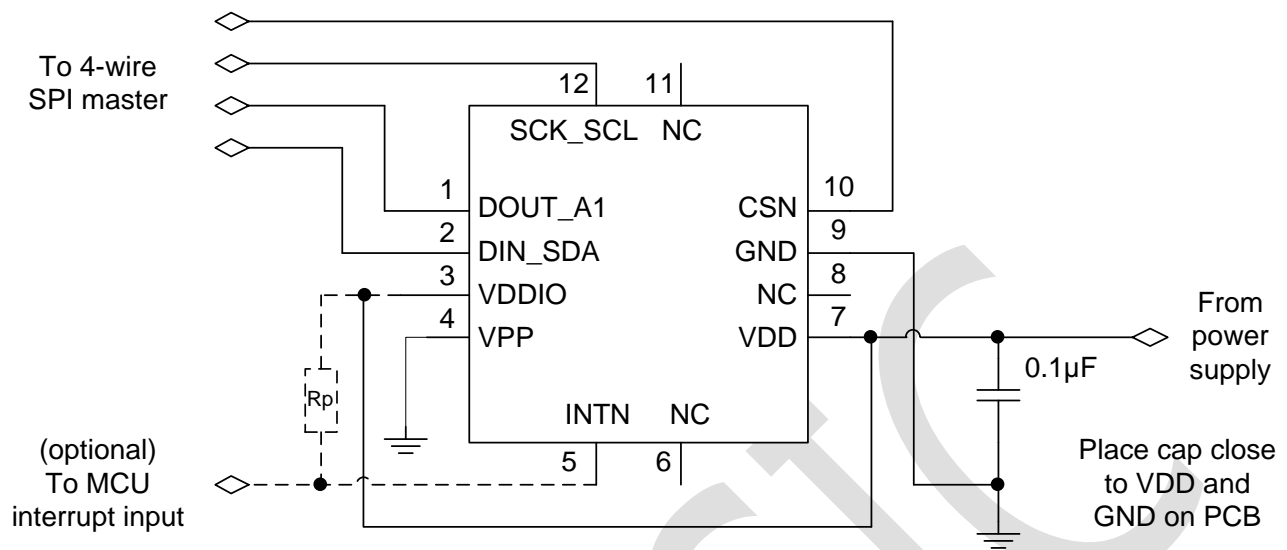 To 4-wire
SPI master
12
11
SCK_SCL
NC
1
DOUT_A1
CSN
10
2
DIN_SDA
GND
9
3
VDDIO
NC
8
4
VPP
VDD
7
From
power
supply
0.1µF
Rp
INTN
NC
5
6
(optional)
To MCU
interrupt input
Place cap close
to VDD and
GND on PCB